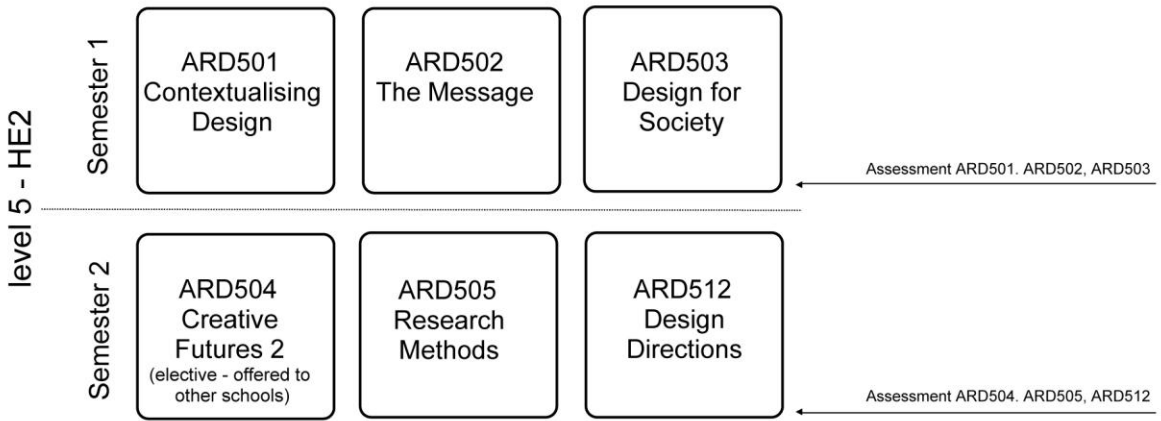 level 5 - HE2
Semester 1
ARD501
Contextualising
Design
ARD502
The Message
ARD503
Design for
Society
Assessment ARD501. ARD502, ARD503
Semester 2
ARD504
Creative
Futures 2
(elective - offered to
other schools)
ARD505
Research
Methods
ARD512
Design
Directions
Assessment ARD504. ARD505, ARD512